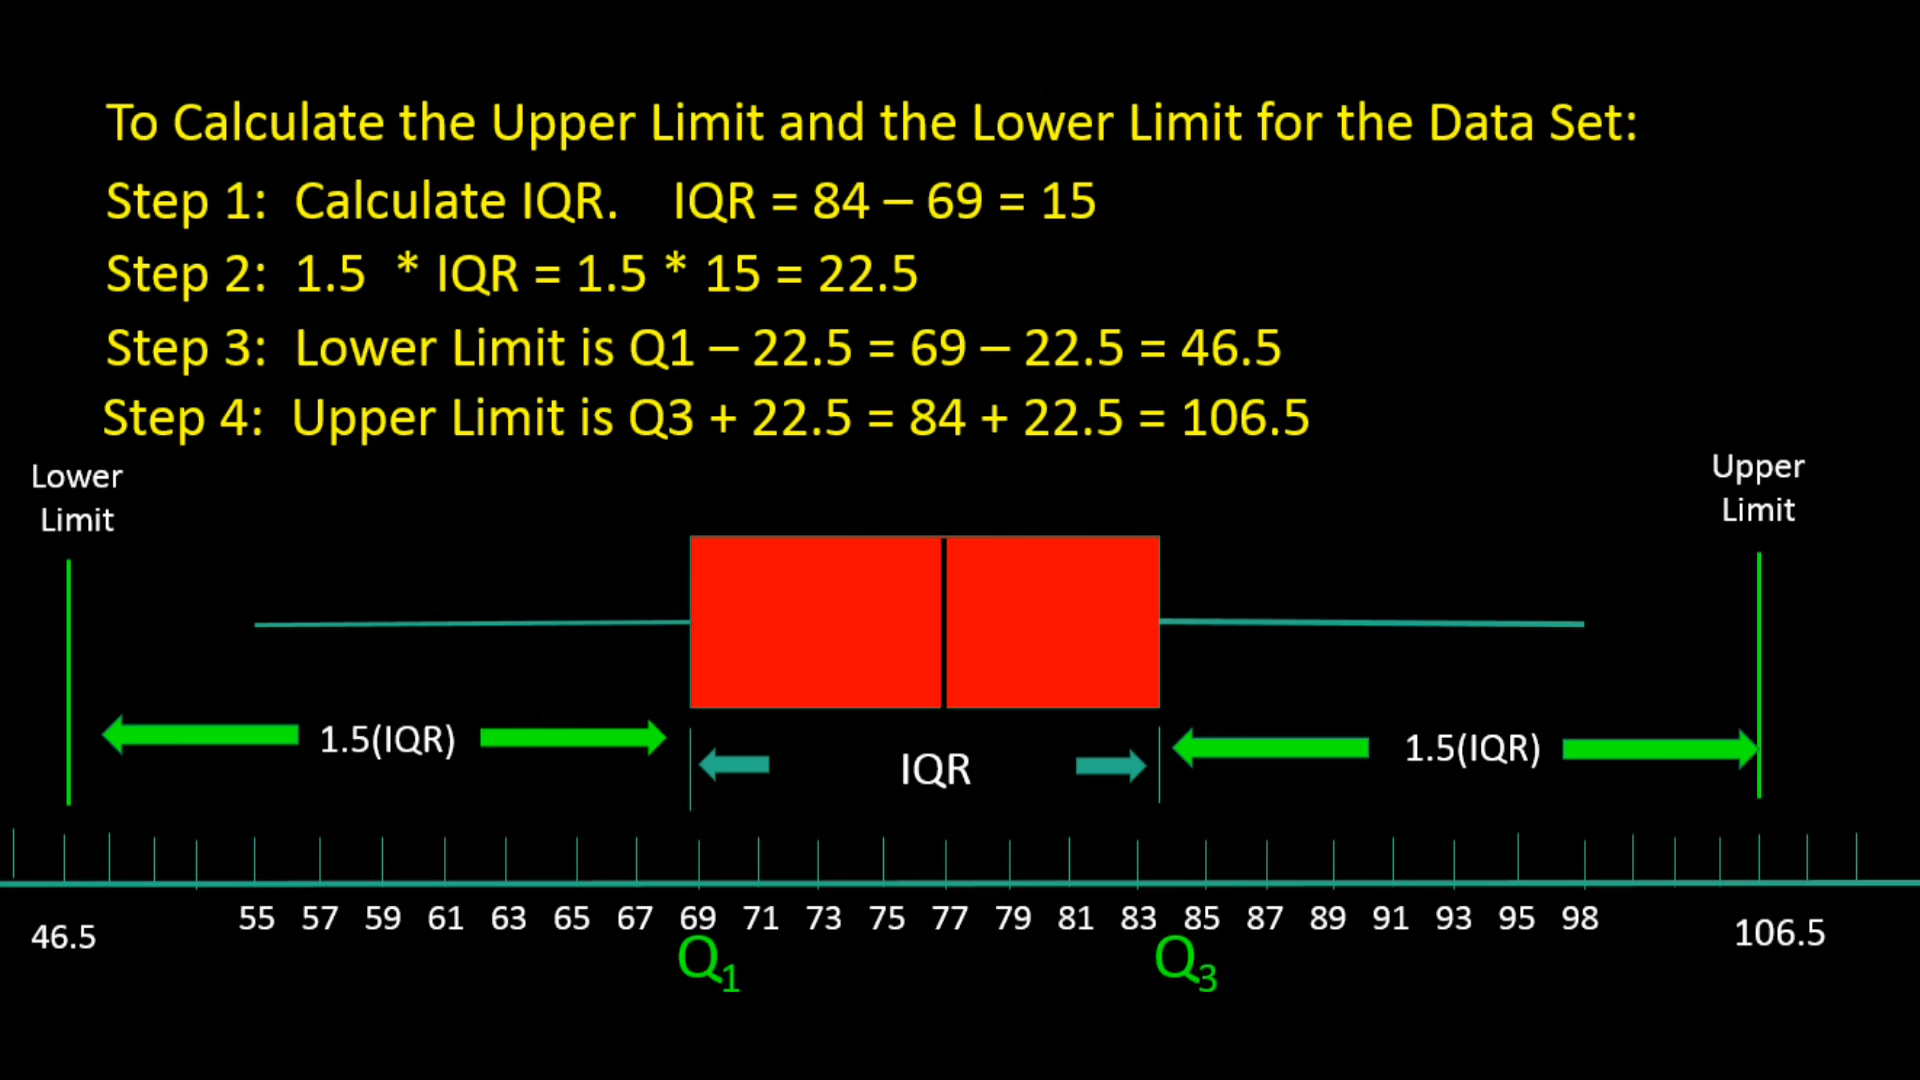 To Calculate the Upper Limit and the Lower Limit for the Data Set:
Step 1: Calculate IQR. IQR = 84 – 69 = 15
Step 2: 1.5 * IQR = 1.5 * 15 = 22.5
Step 3: Lower Limit is Q1 – 22.5 = 69 – 22.5 = 46.5
Step 4: Upper Limit is Q3 + 22.5 = 84 + 22.5 = 106.5
Lower
Limit
Upper
Limit
1.5(IQR)
IQR
1.5(IQR)
46.5 55 57 59 61 63 65 67 69 71 73 75 77 79 81 83 85 87 89 91 93 95 98 106.5
Q1 Q3